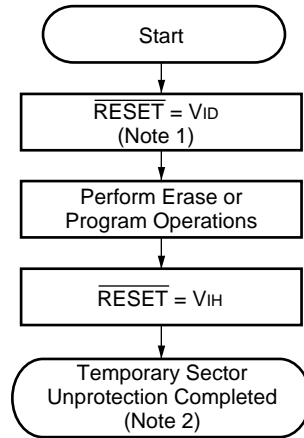 Start
RESET = VID
(Note 1)
Perform Erase or
Program Operations
RESET = VIH
Temporary Sector
Unprotection Completed
(Note 2)